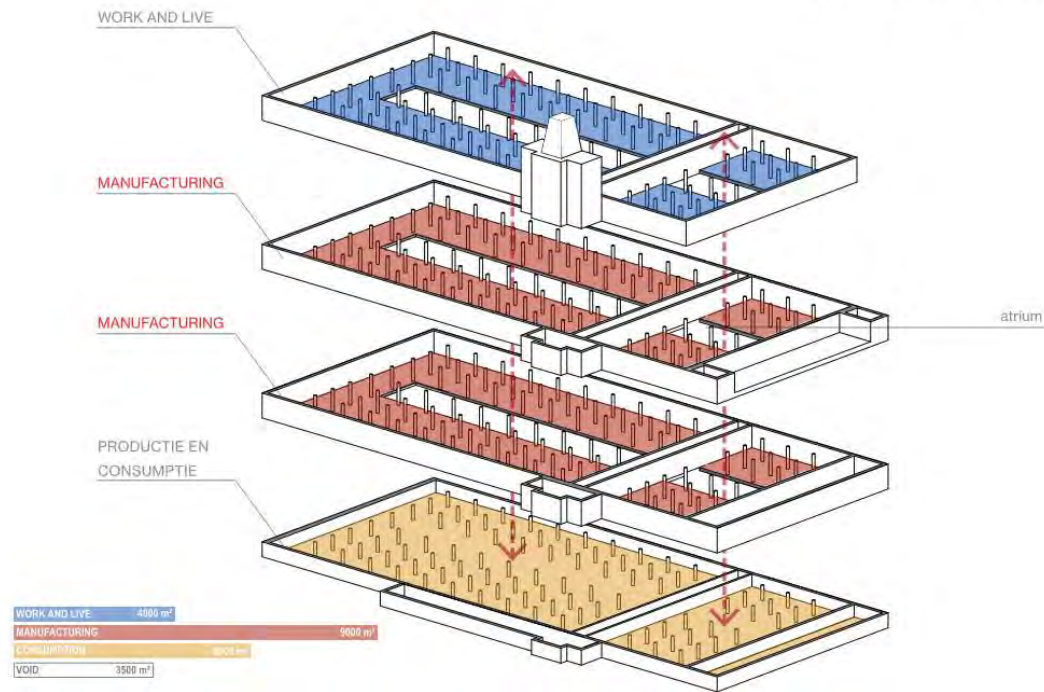 WORK AND LIVE
MANUFACTURING
MANUFACTURING
atrium
PRODUCTIE EN
CONSUMPTIE
WORK AND LIVE 4000 m²
MANUFACTURING 9000 m²
CONSUMPTION
VOID 3500 m²